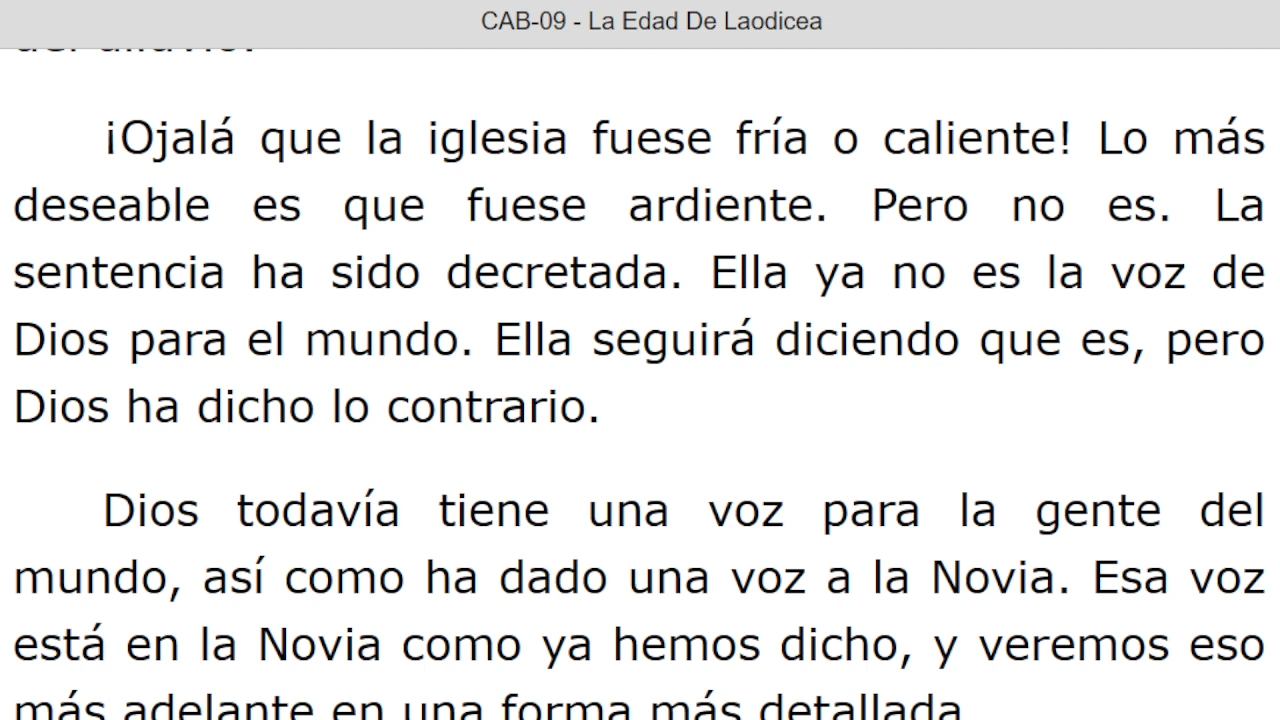 CAB-09 - La Edad De Laodicea
del diluvio.
¡Ojalá que la iglesia fuese fría o caliente! Lo más
deseable es que fuese ardiente. Pero no es. La
sentencia ha sido decretada. Ella ya no es la voz de
Dios para el mundo. Ella seguirá diciendo que es, pero
Dios ha dicho lo contrario.
Dios todavía tiene una voz para la gente del
mundo, así como ha dado una voz a la Novia. Esa voz
está en la Novia como ya hemos dicho, y veremos eso
más adelante en una forma más detallada